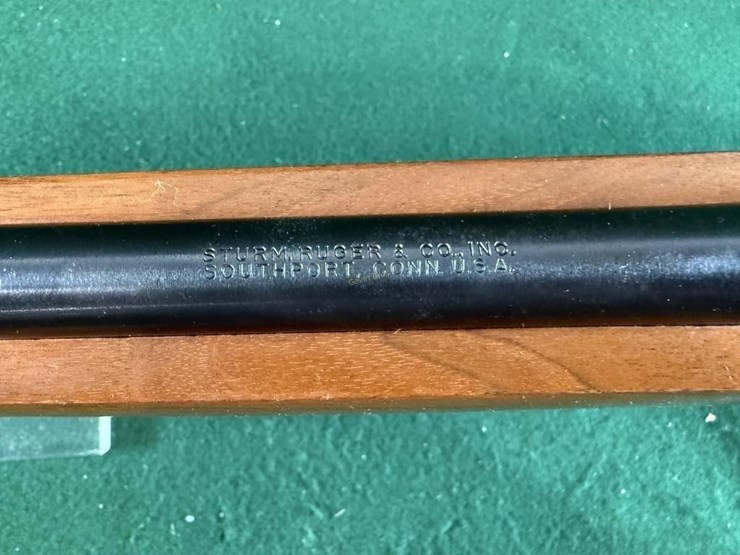 STURM, RUGER & CO., INC.
SOUTHPORT, CONN. U.S.A.